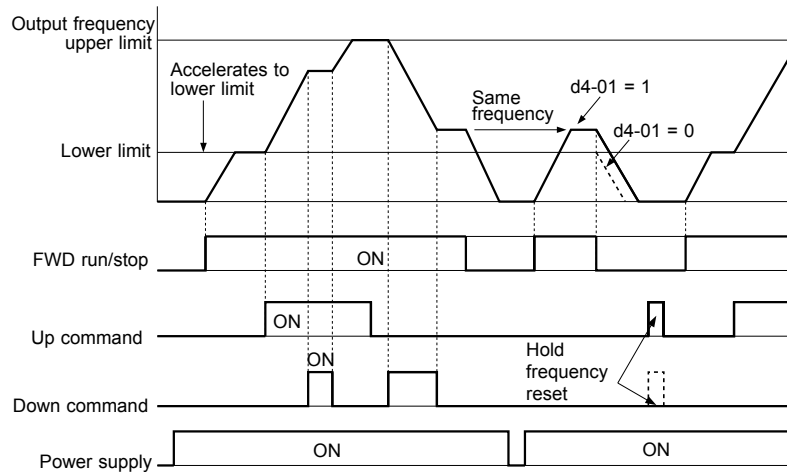 Output frequency
upper limit
Accelerates to
lower limit
Same
frequency
d4-01 = 1
d4-01 = 0
Lower limit
FWD run/stop
ON
Up command
ON
ON
Hold
frequency
reset
Down command
Power supply
ON
ON